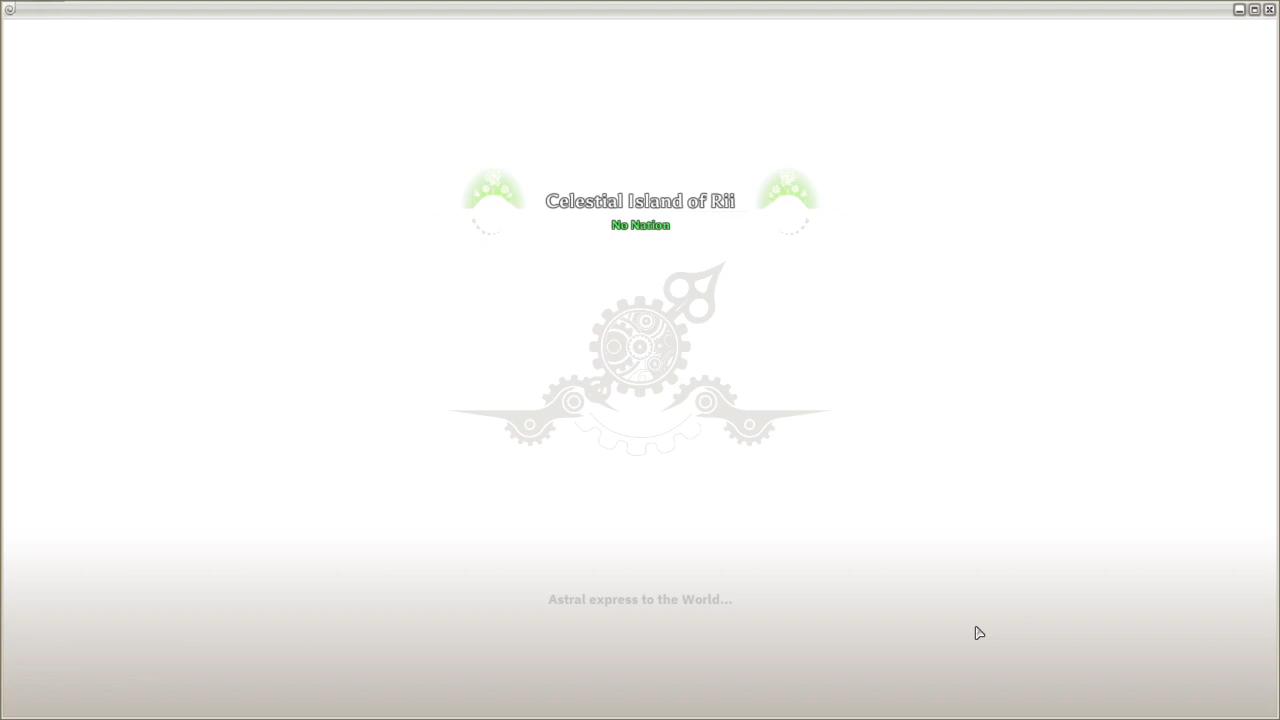 Celestial Island of Rii
No Nation
Astral express to the World...